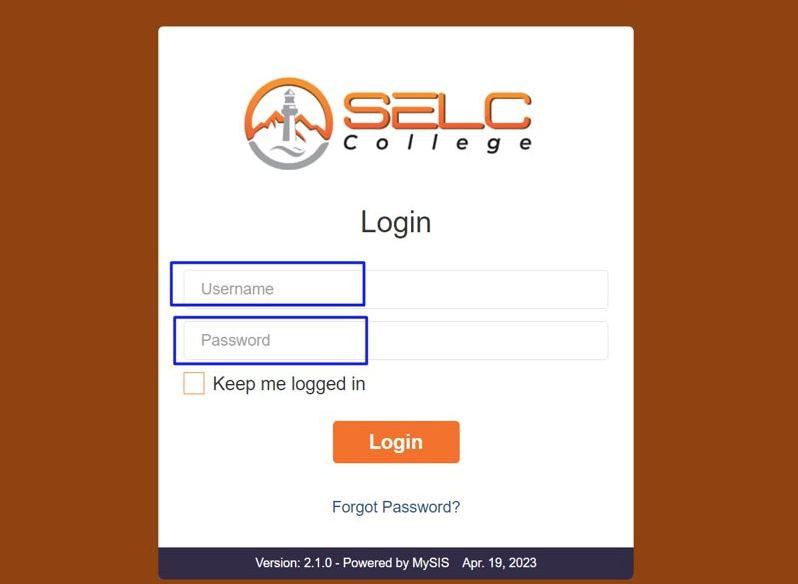 SELC
College
Login
Username
Password
Keep me logged in
Login
Forgot Password?
Version: 2.1.0 - Powered by MySIS Apr. 19, 2023